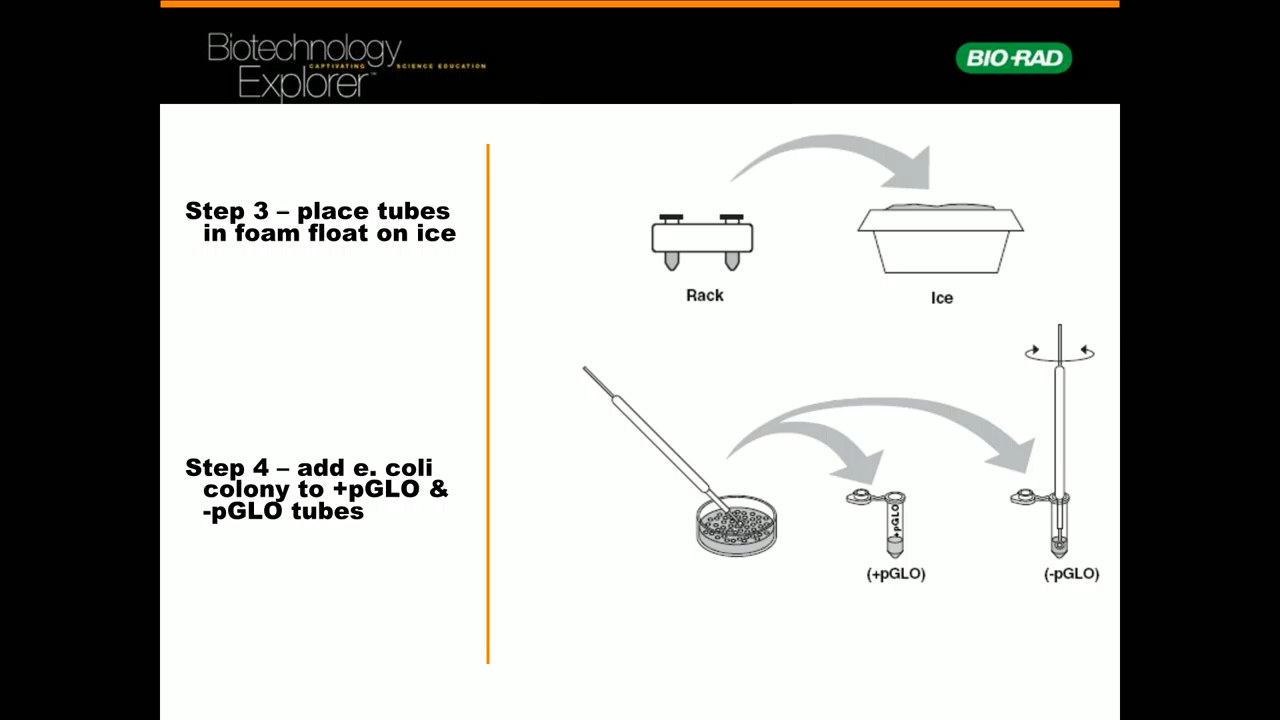 Biotechnology
CAPTIVATING SCIENCE EDUCATION
Explorer™
BIO-RAD
Step 3 – place tubes
in foam float on ice
Rack
Ice
Step 4 – add e. coli
colony to +pGLO &
-pGLO tubes
+pGLO
(+pGLO)
(-pGLO)